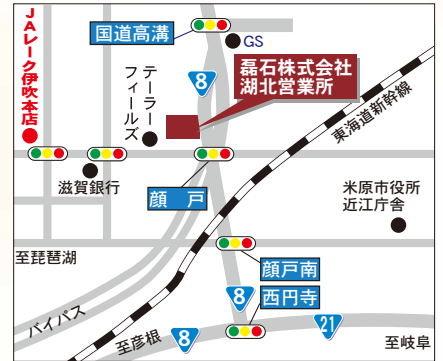 国道高溝
GS
JAレーク伊吹本店
テーラー
フィールズ
8
磊石株式会社
湖北営業所
東海道新幹線
滋賀銀行
顔戸
米原市役所
近江庁舎
至琵琶湖
顔戸南
バイパス
8
西円寺
至彦根
8
21
至岐阜